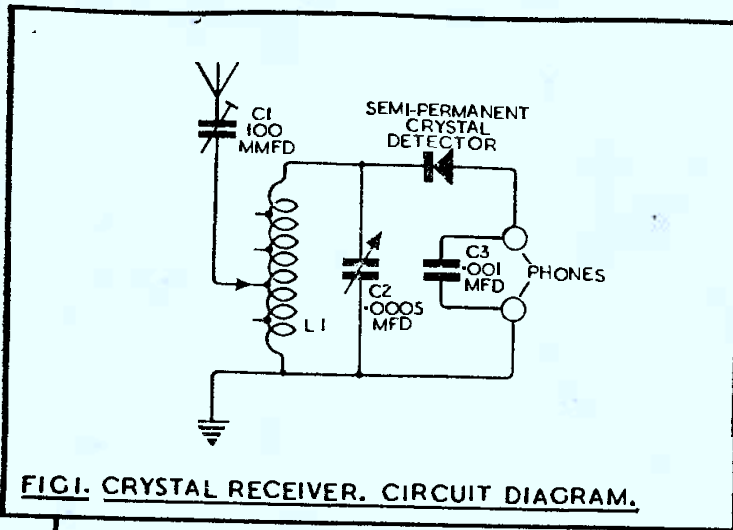 C1
100
MMFD
SEMI-PERMANENT
CRYSTAL
DETECTOR
C3
.001
MFD
PHONES
C2
.0005
MFD
L1
FIG1. CRYSTAL RECEIVER. CIRCUIT DIAGRAM.